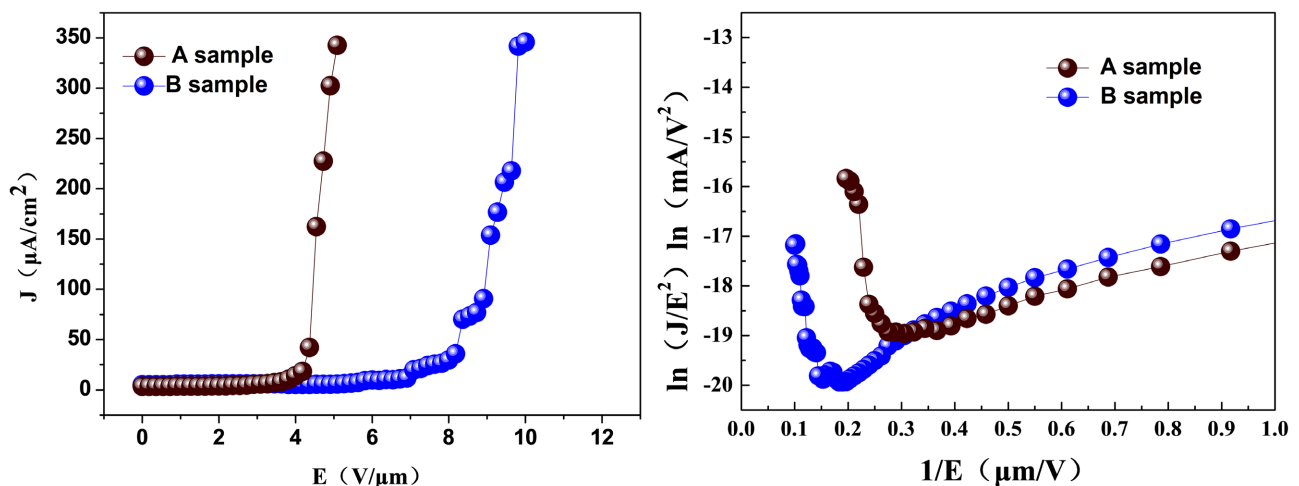 350
300
250
200
150
100
50
0
J（μA/cm²）
A sample
B sample
0 2 4 6 8 10 12
E（V/μm）
-13
-14
-15
-16
-17
-18
-19
-20
ln（J/E²）ln（mA/V²）
A sample
B sample
0.0 0.1 0.2 0.3 0.4 0.5 0.6 0.7 0.8 0.9 1.0
1/E（μm/V）